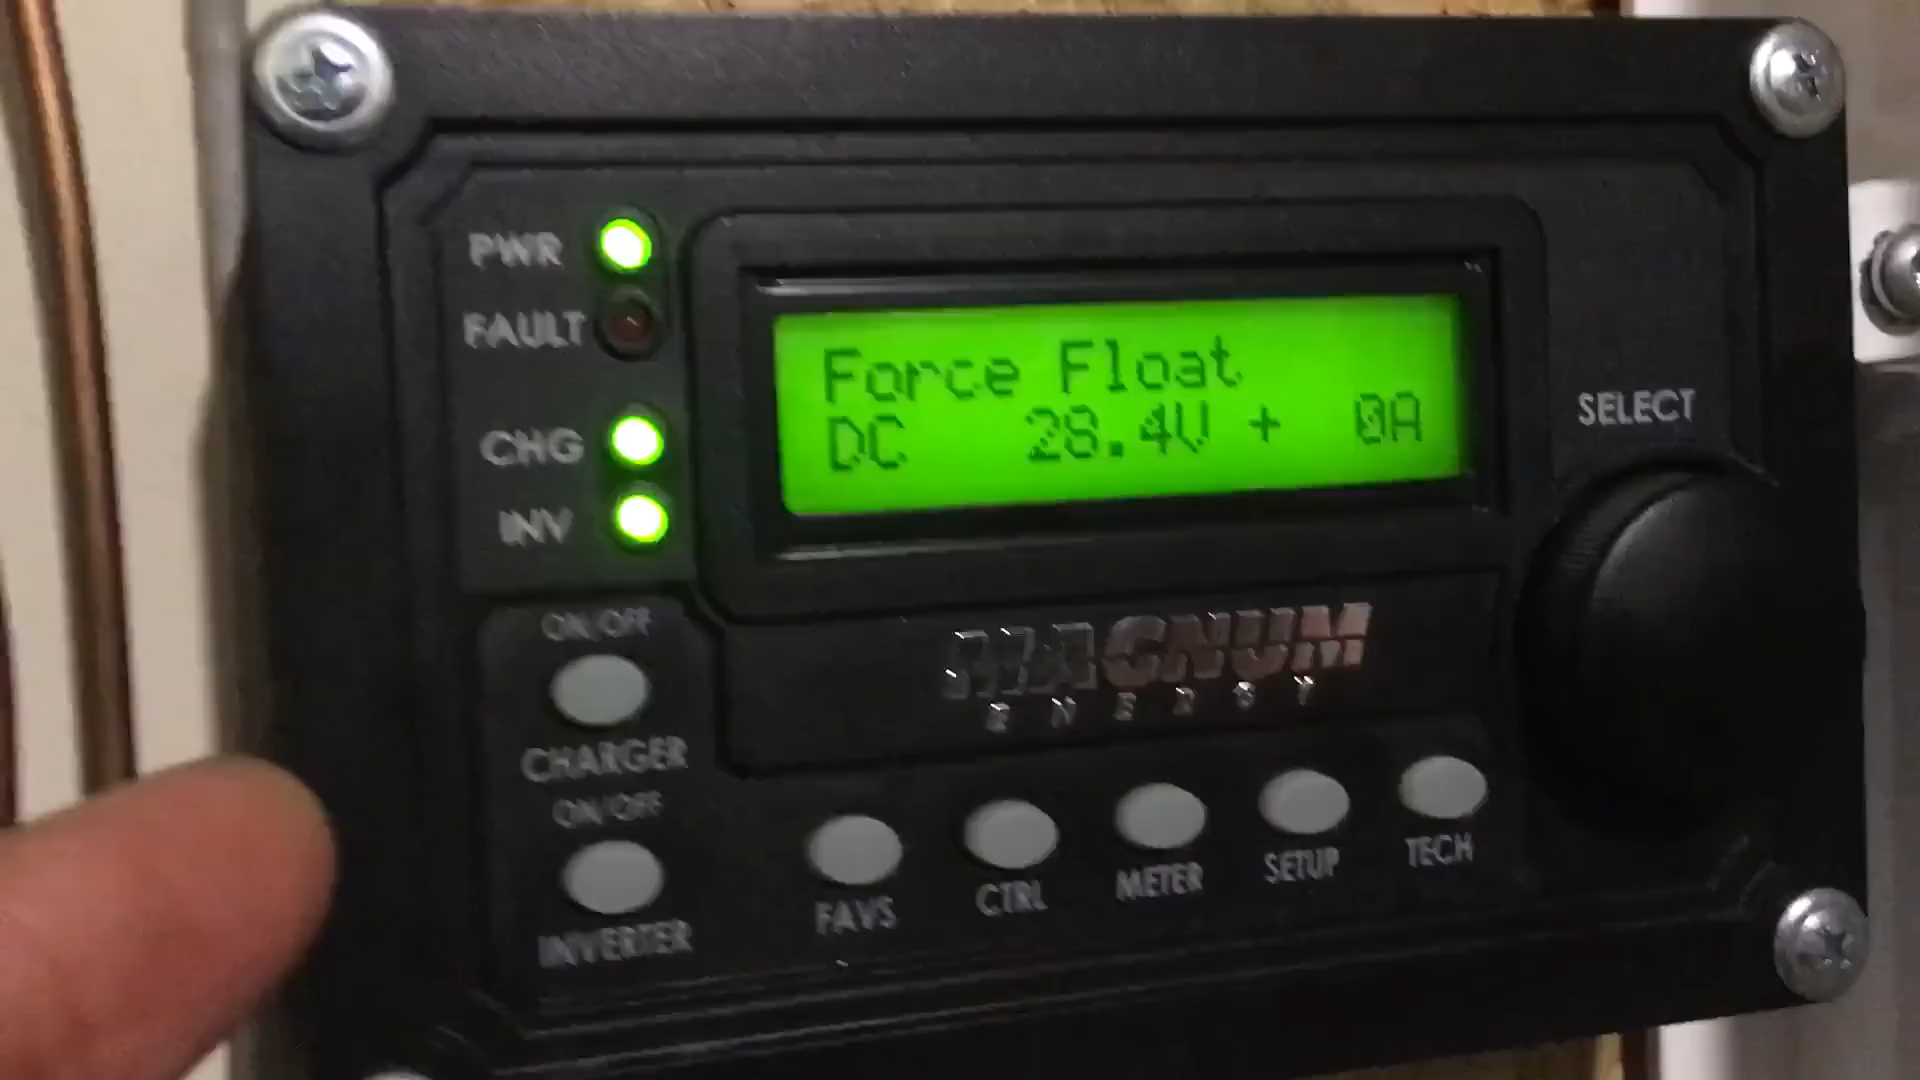 PWR
FAULT
CHG
INV
Force Float
DC 28.4V + 0A
SELECT
MAGNUM
ENERGY
ON/OFF
CHARGER
ON/OFF
INVERTER
FAVS
CTRL
METER
SETUP
TECH